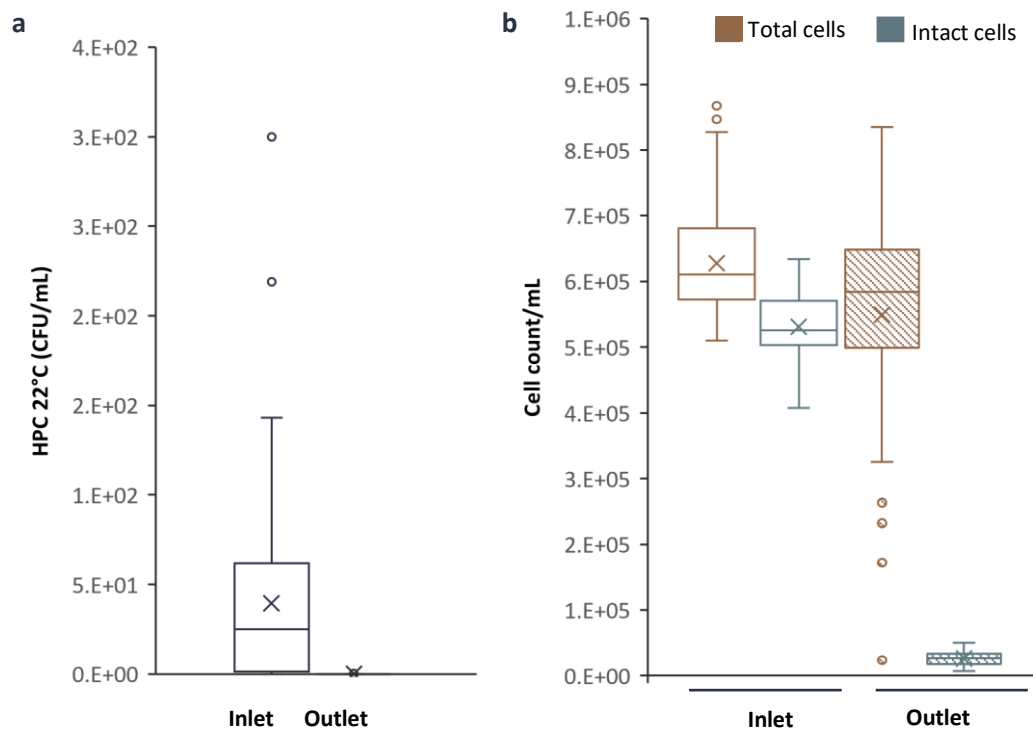 a
HPC 22°C (CFU/mL)
4.E+02
3.E+02
3.E+02
2.E+02
2.E+02
1.E+02
5.E+01
0.E+00
Inlet Outlet
b
Total cells Intact cells
Cell count/mL
1.E+06
9.E+05
8.E+05
7.E+05
6.E+05
5.E+05
4.E+05
3.E+05
2.E+05
1.E+05
0.E+00
Inlet Outlet